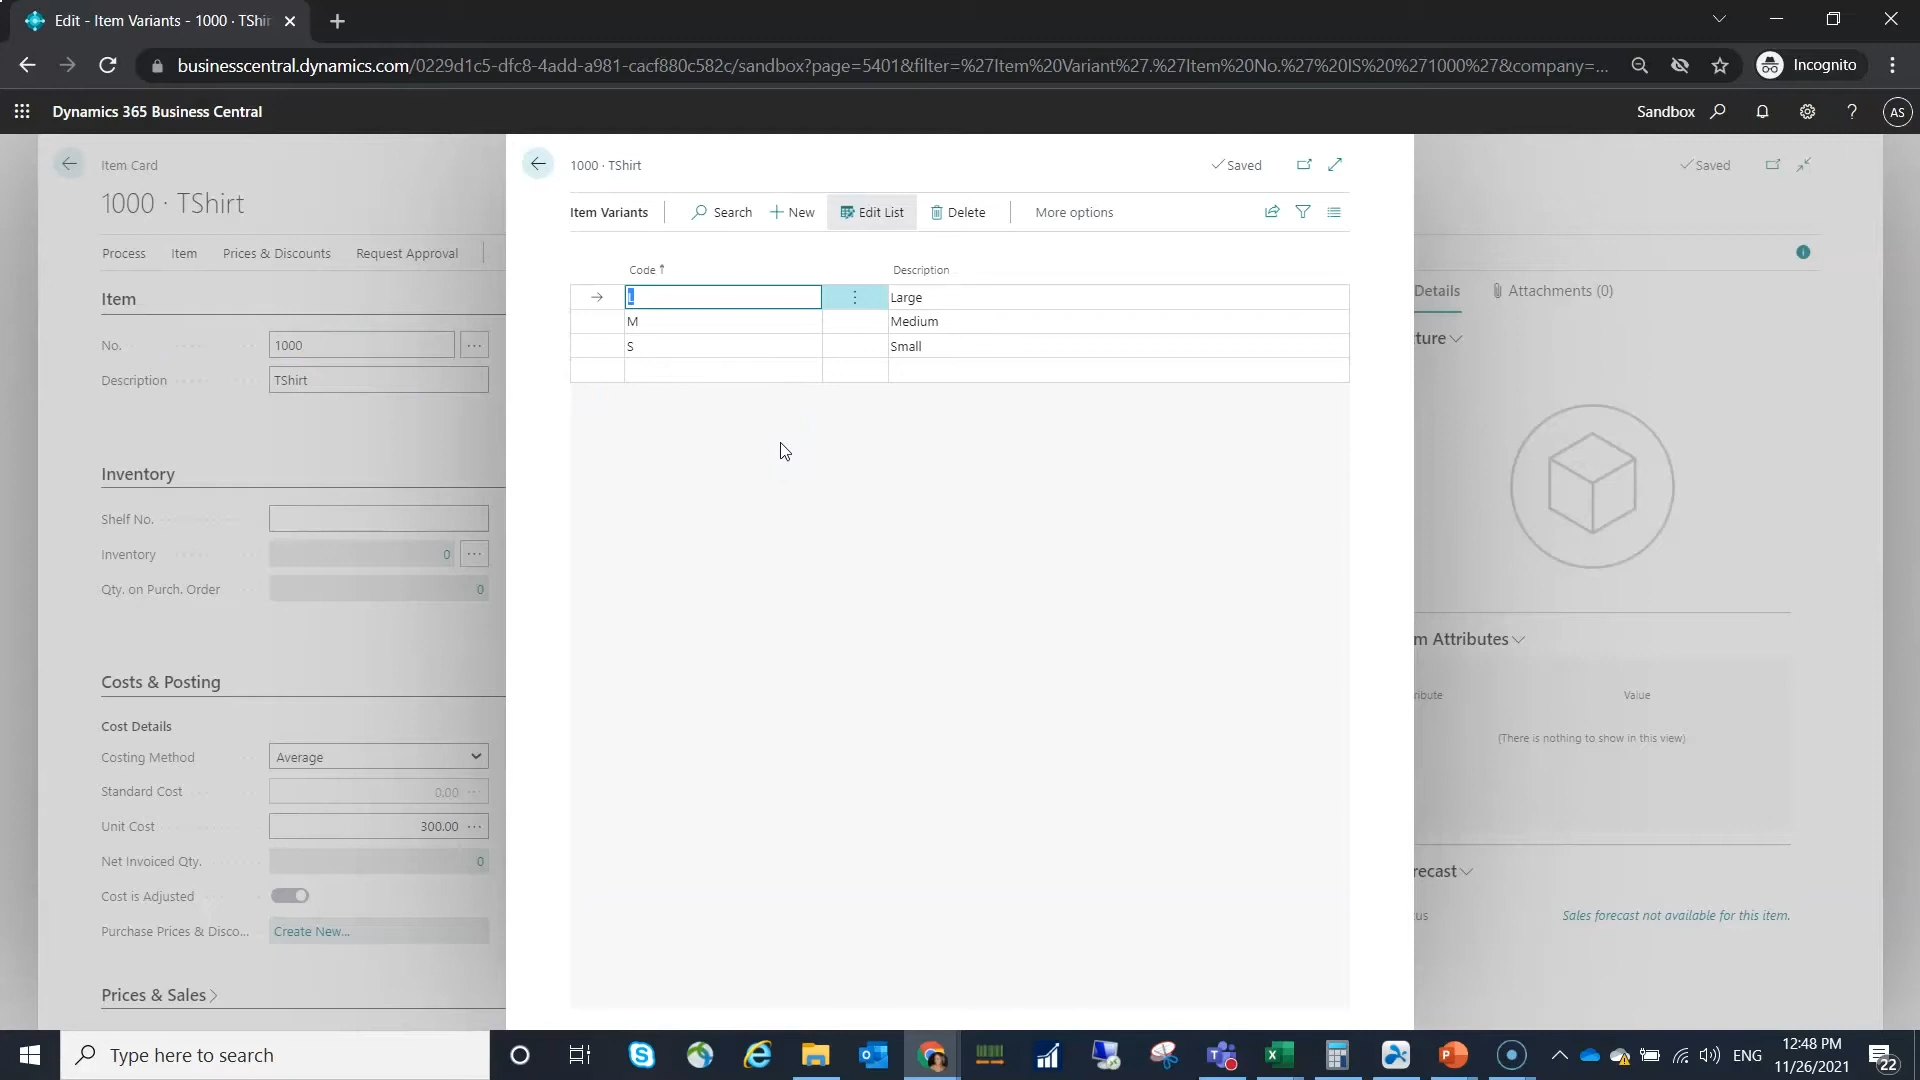 Edit - Item Variants - 1000 · TShir
businesscentral.dynamics.com/0229d1c5-dfc8-4add-a981-cacf880c582c/sandbox?page=5401&filter=%27Item%20Variant%27.%27Item%20No.%27%20IS%20%271000%27&company=...
Incognito
Dynamics 365 Business Central
Sandbox
?
AS
Item Card
1000 · TShirt
Saved
1000 · TShirt
Saved
Item Variants
Search
New
Edit List
Delete
More options
Process
Item
Prices & Discounts
Request Approval
Code ↑
Description
L
Large
M
Medium
S
Small
Item
No.
1000
Description
TShirt
Inventory
Shelf No.
Inventory
0
Qty. on Purch. Order
0
Costs & Posting
Cost Details
Costing Method
Average
Standard Cost
0.00
Unit Cost
300.00
Net Invoiced Qty.
0
Cost is Adjusted
Purchase Prices & Disco...
Create New...
Prices & Sales
Details
Attachments (0)
ture
m Attributes
ribute
Value
(There is nothing to show in this view)
recast
tus
Sales forecast not available for this item.
Type here to search
ENG
12:48 PM
11/26/2021
22